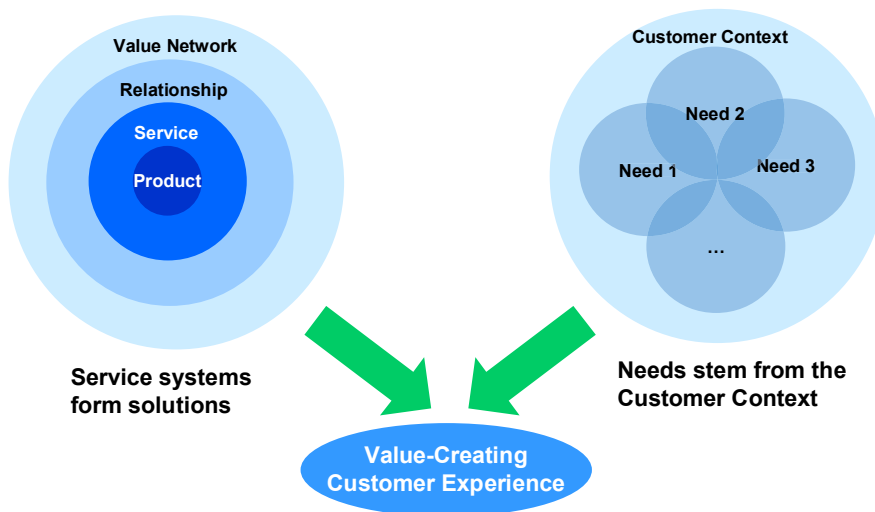 Value Network
Relationship
Service
Product
Service systems
form solutions
Customer Context
Need 2
Need 1
Need 3
...
Needs stem from the
Customer Context
Value-Creating
Customer Experience